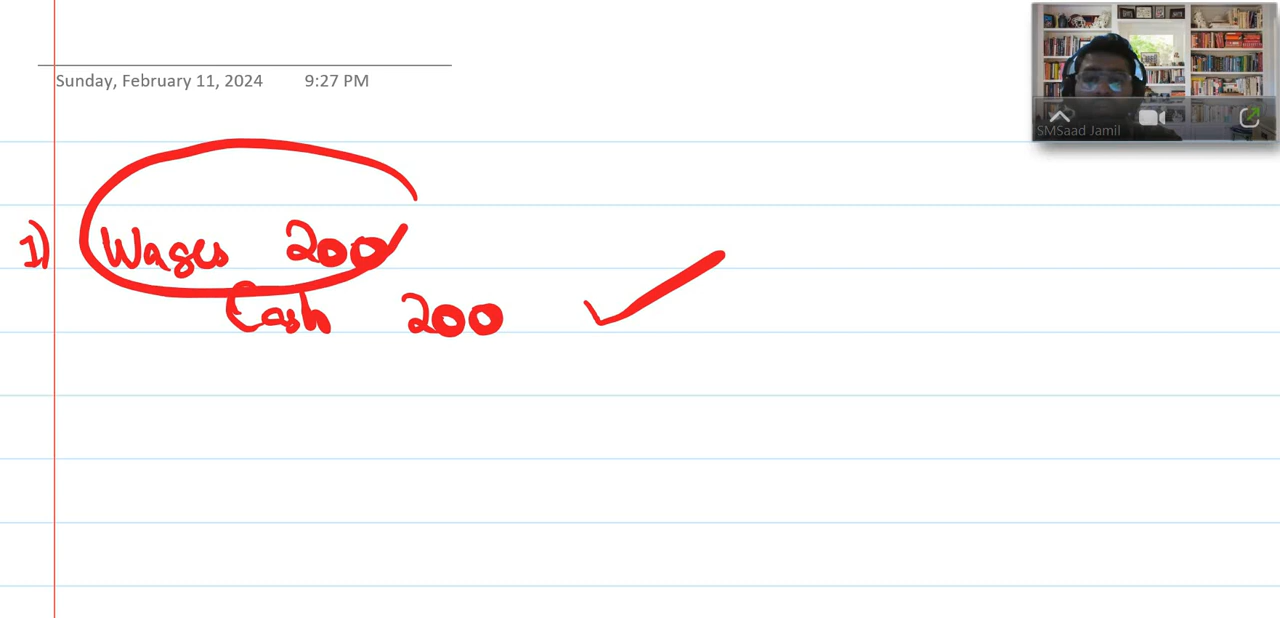 Sunday, February 11, 2024 9:27 PM
SMSaad Jamil
1) Wages 200
Cash 200